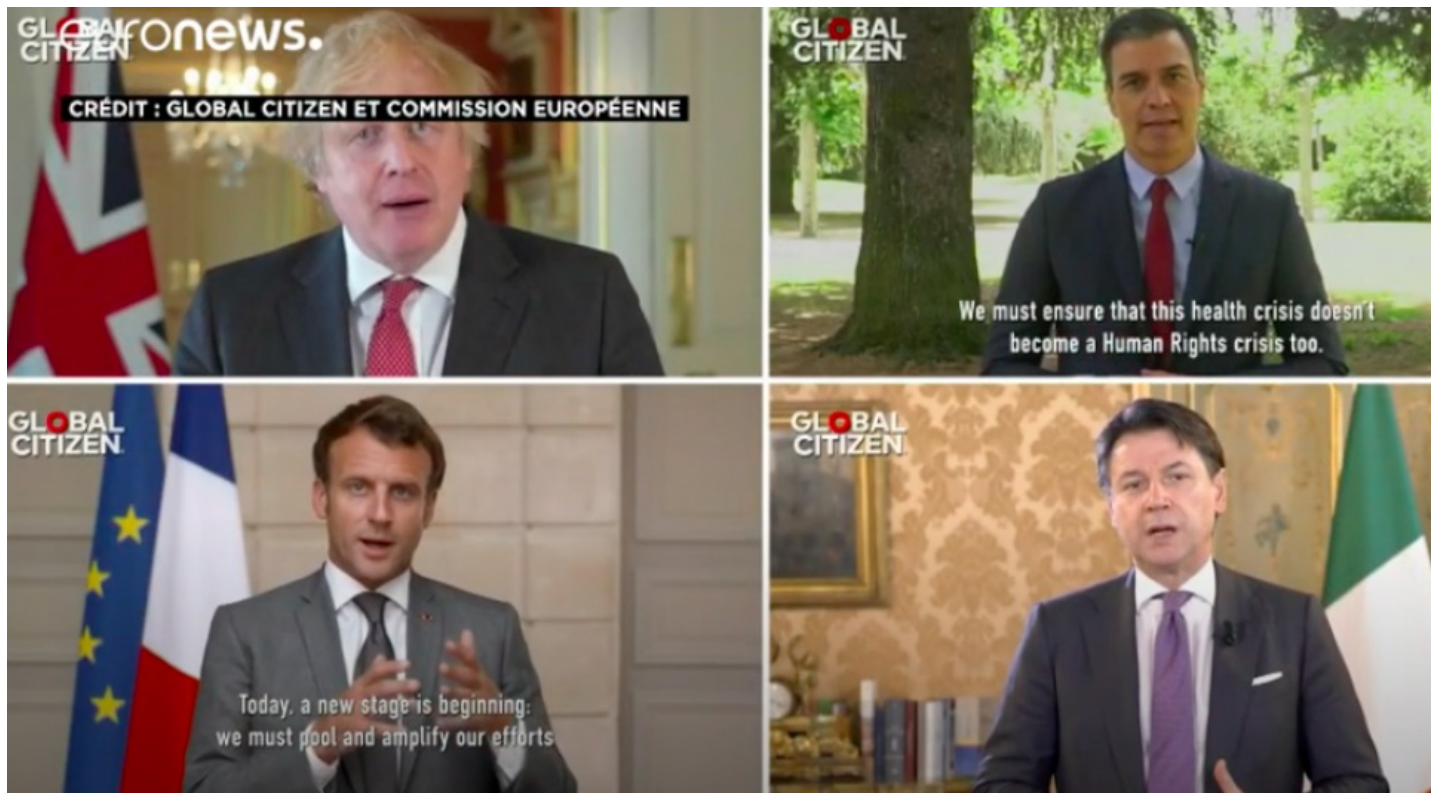 GLOBAL
CITIZEN
euronews.
CRÉDIT : GLOBAL CITIZEN ET COMMISSION EUROPÉENNE
GLOBAL
CITIZEN
We must ensure that this health crisis doesn't
become a Human Rights crisis too.
GLOBAL
CITIZEN
Today, a new stage is beginning:
we must pool and amplify our efforts
GLOBAL
CITIZEN